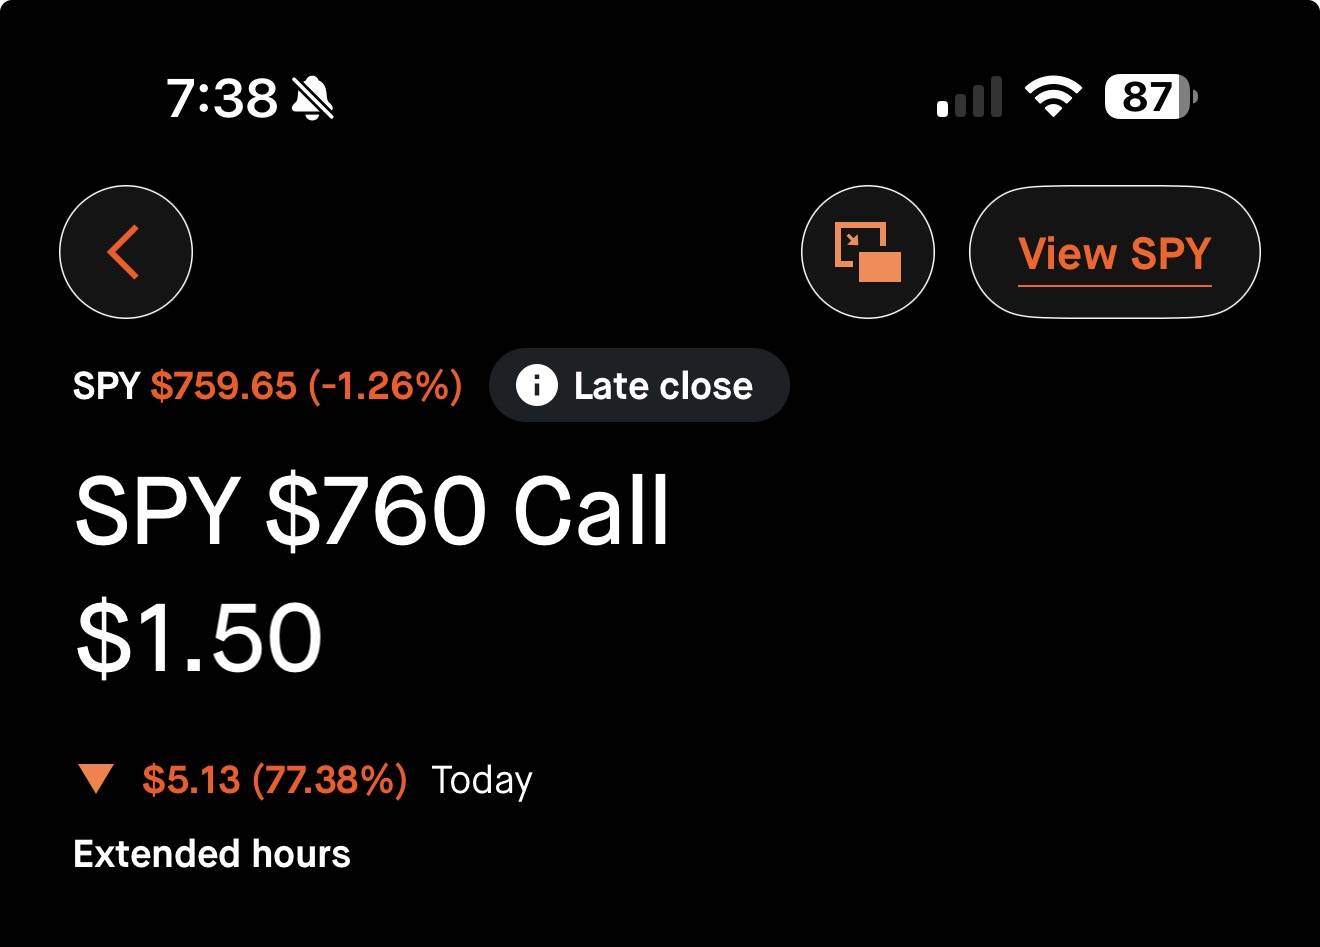 7:38 87
View SPY
SPY $759.65 (-1.26%) Late close
SPY $760 Call
$1.50
▼ $5.13 (77.38%) Today
Extended hours